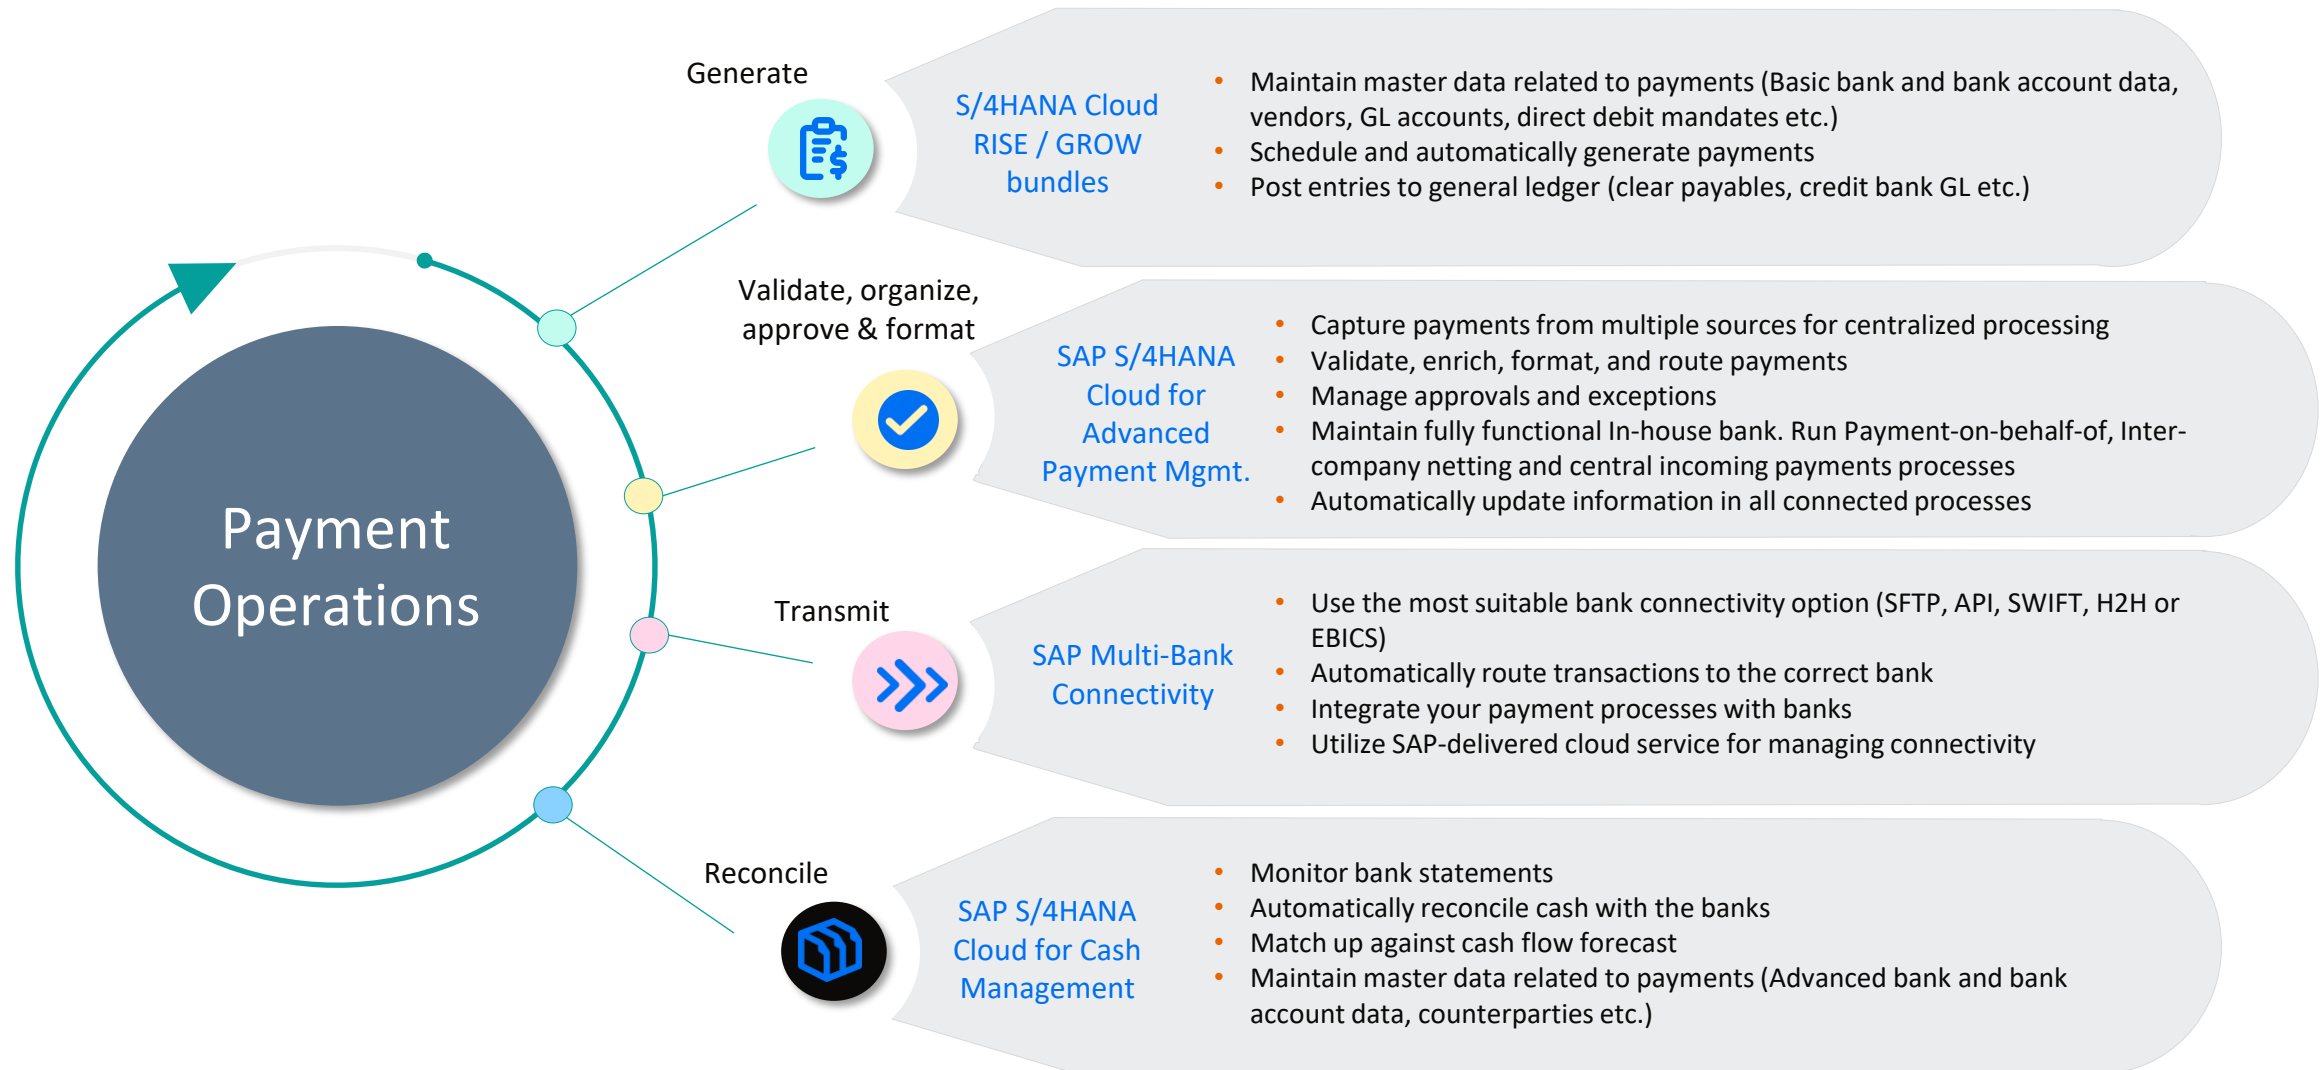 Payment
Operations
Generate
S/4HANA Cloud
RISE / GROW
bundles
• Maintain master data related to payments (Basic bank and bank account data,
vendors, GL accounts, direct debit mandates etc.)
• Schedule and automatically generate payments
• Post entries to general ledger (clear payables, credit bank GL etc.)
Validate, organize,
approve & format
SAP S/4HANA
Cloud for
Advanced
Payment Mgmt.
• Capture payments from multiple sources for centralized processing
• Validate, enrich, format, and route payments
• Manage approvals and exceptions
• Maintain fully functional In-house bank. Run Payment-on-behalf-of, Inter-
company netting and central incoming payments processes
• Automatically update information in all connected processes
Transmit
SAP Multi-Bank
Connectivity
• Use the most suitable bank connectivity option (SFTP, API, SWIFT, H2H or
EBICS)
• Automatically route transactions to the correct bank
• Integrate your payment processes with banks
• Utilize SAP-delivered cloud service for managing connectivity
Reconcile
SAP S/4HANA
Cloud for Cash
Management
• Monitor bank statements
• Automatically reconcile cash with the banks
• Match up against cash flow forecast
• Maintain master data related to payments (Advanced bank and bank
account data, counterparties etc.)